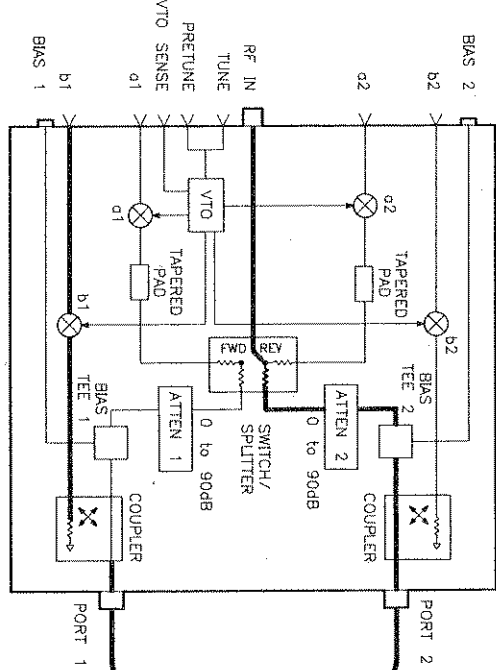 BIAS 2
b2
a2
RF IN
TUNE
PRETUNE
VTO SENSE
a1
b1
BIAS 1
a2
b2
VTO
a1
b1
TAPERED
PAD
TAPERED
PAD
FWD
REV
SWITCH/
SPLITTER
ATTEN 2
0 to 90dB
ATTEN 1
0 to 90dB
BIAS
TEE 2
BIAS
TEE 1
COUPLER
COUPLER
PORT 2
PORT 1